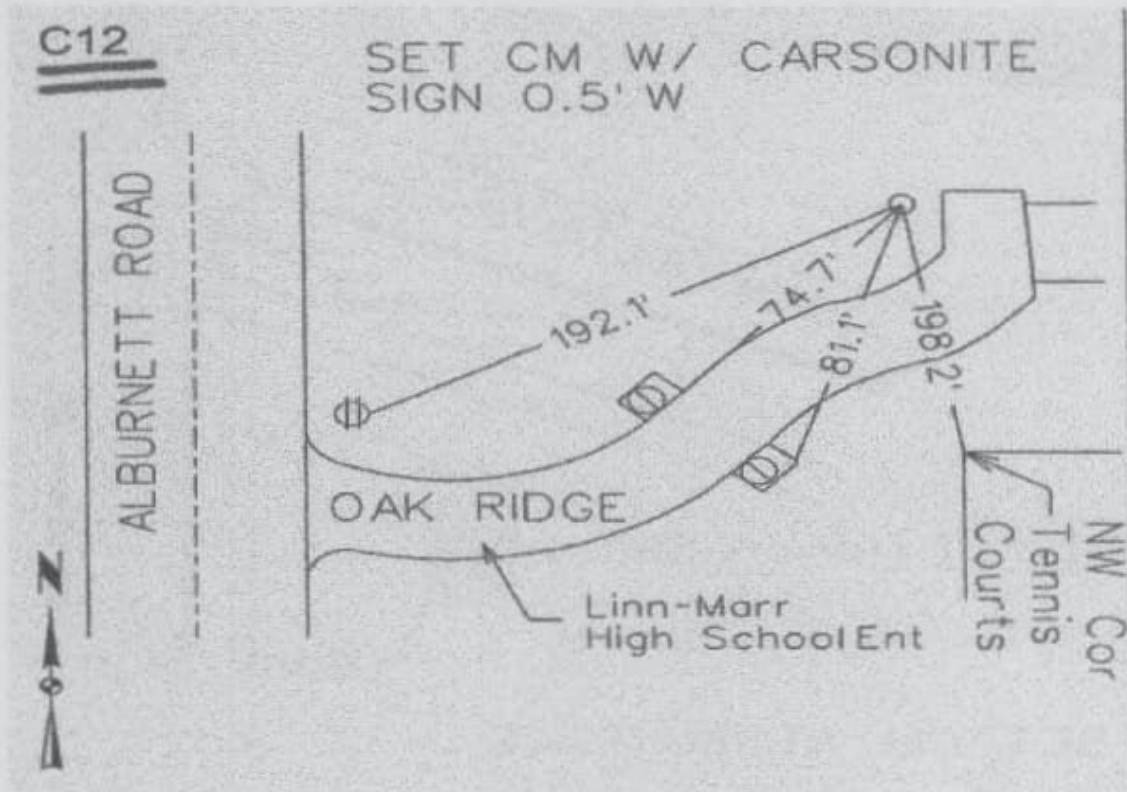 C12
SET CM W/ CARSONITE
SIGN 0.5' W
ALBURNETT ROAD
192.1'
74.7'
81.1'
198.2'
OAK RIDGE
Linn-Marr
High School Ent
NW Cor
Tennis
Courts
N